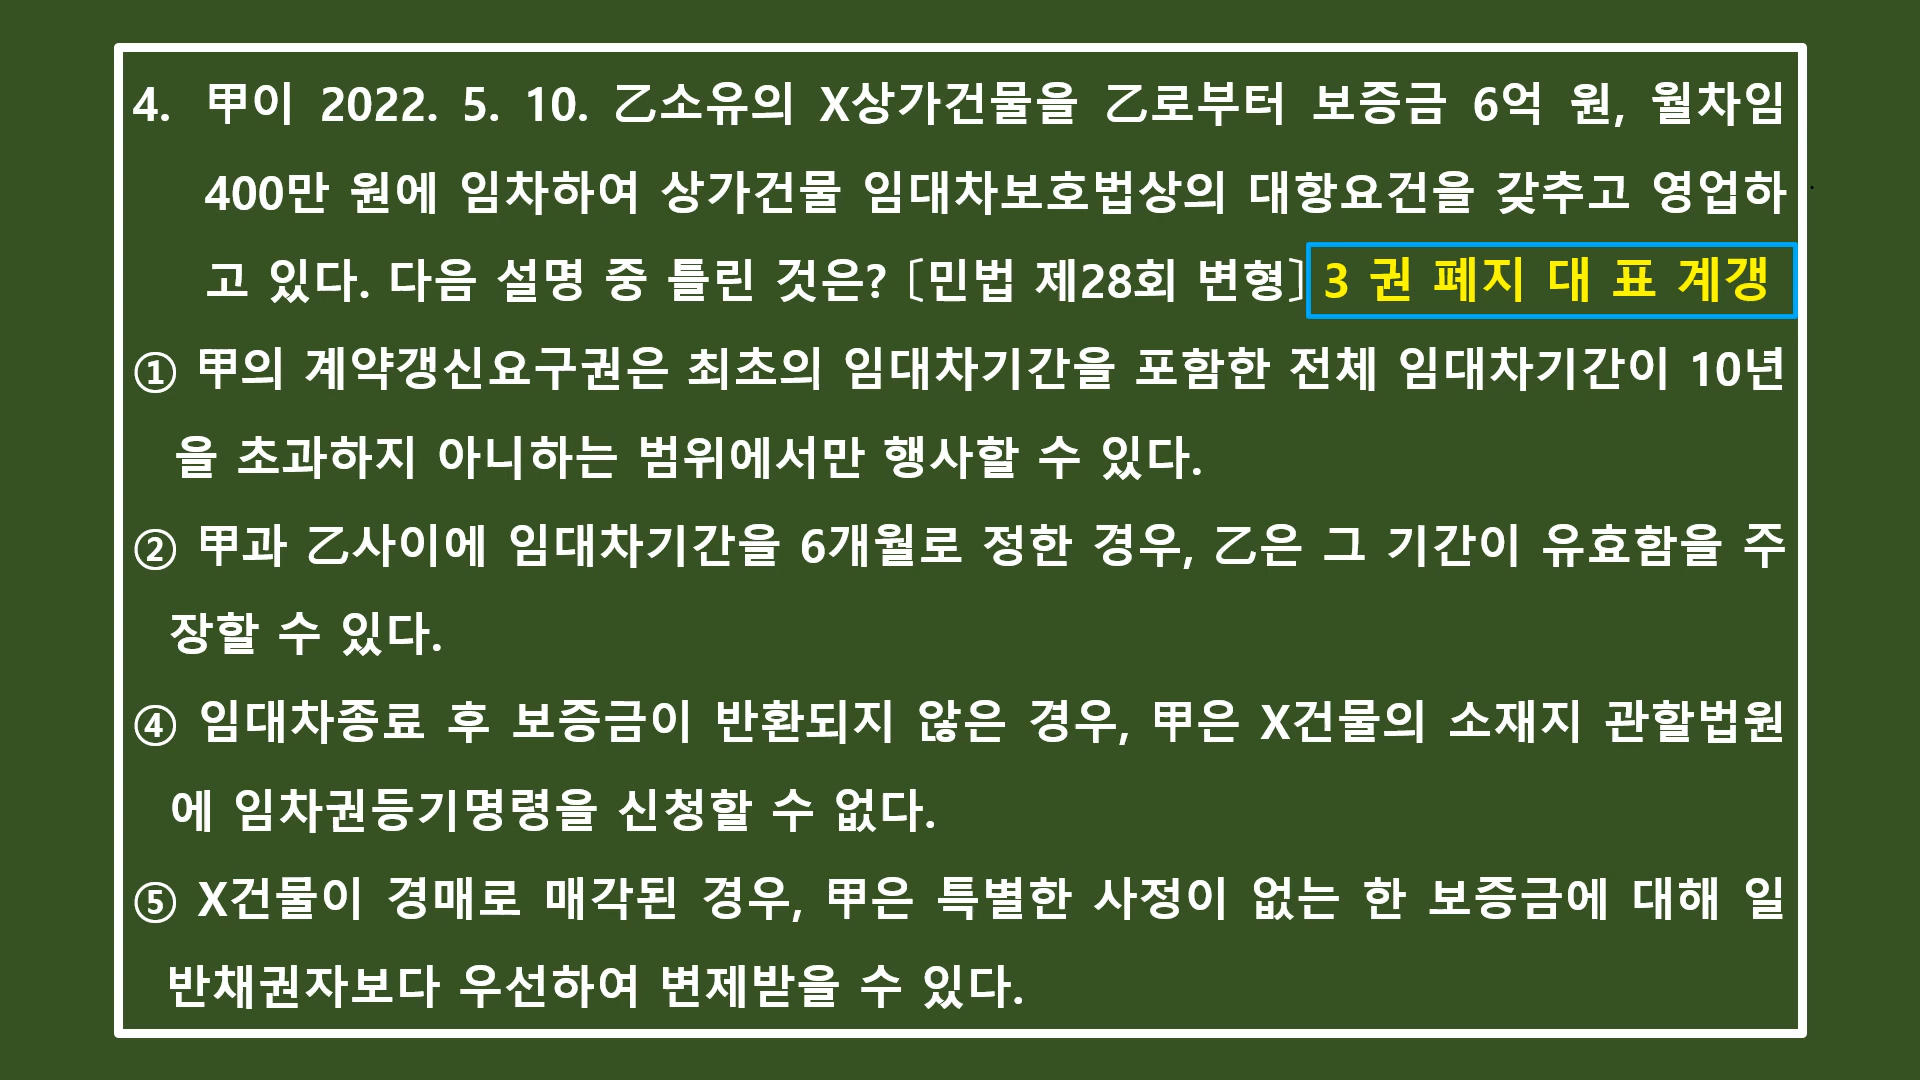 4. 甲이 2022. 5. 10. 乙소유의 X상가건물을 乙로부터 보증금 6억 원, 월차임
400만 원에 임차하여 상가건물 임대차보호법상의 대항요건을 갖추고 영업하
고 있다. 다음 설명 중 틀린 것은?〔민법 제28회 변형〕 3 권 폐지 대 표 계갱
① 甲의 계약갱신요구권은 최초의 임대차기간을 포함한 전체 임대차기간이 10년
을 초과하지 아니하는 범위에서만 행사할 수 있다.
② 甲과 乙사이에 임대차기간을 6개월로 정한 경우, 乙은 그 기간이 유효함을 주
장할 수 있다.
④ 임대차종료 후 보증금이 반환되지 않은 경우, 甲은 X건물의 소재지 관할법원
에 임차권등기명령을 신청할 수 없다.
⑤ X건물이 경매로 매각된 경우, 甲은 특별한 사정이 없는 한 보증금에 대해 일
반채권자보다 우선하여 변제받을 수 있다.